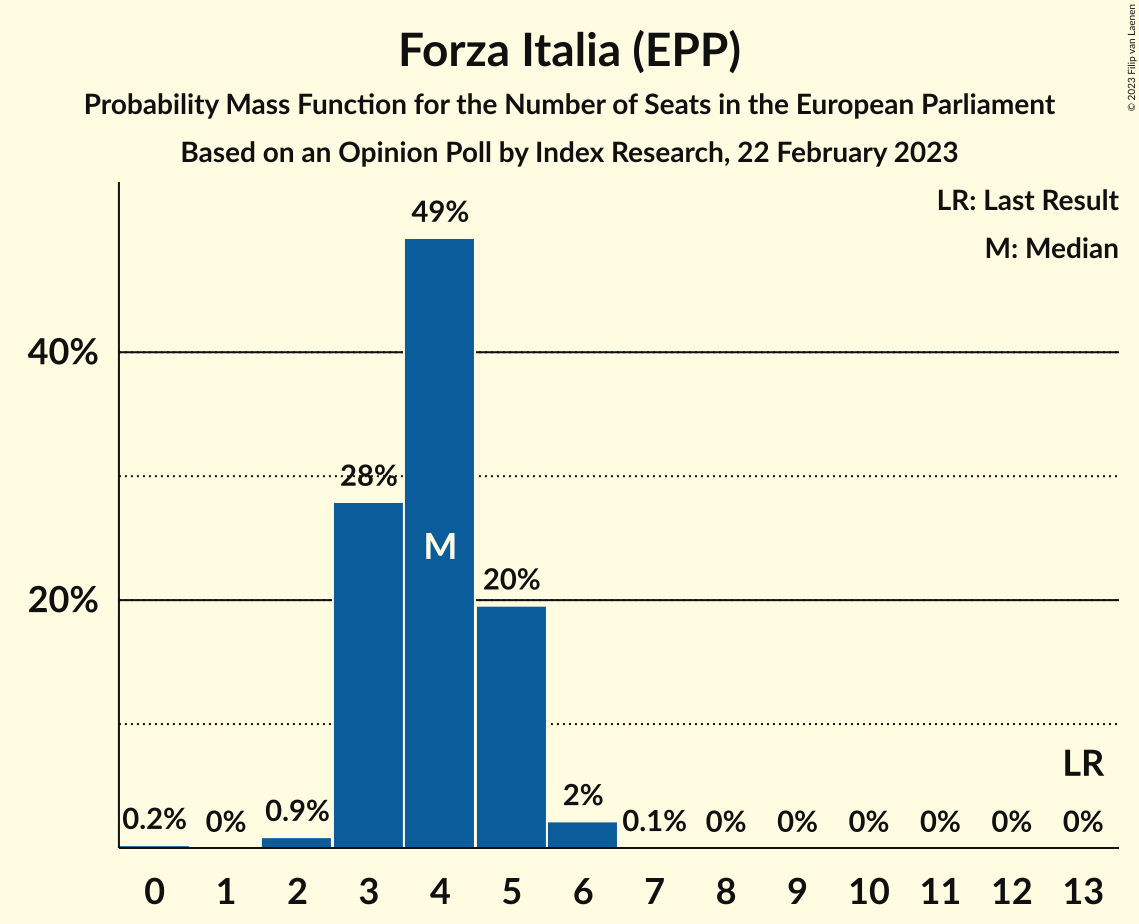 Forza Italia (EPP)
Probability Mass Function for the Number of Seats in the European Parliament
Based on an Opinion Poll by Index Research, 22 February 2023
© 2023 Filip van Laenen
LR: Last Result
M: Median
49%
40%
28%
M
20%
20%
LR
0.2% 0% 0.9% 2% 0.1% 0% 0% 0% 0% 0% 0%
0 1 2 3 4 5 6 7 8 9 10 11 12 13